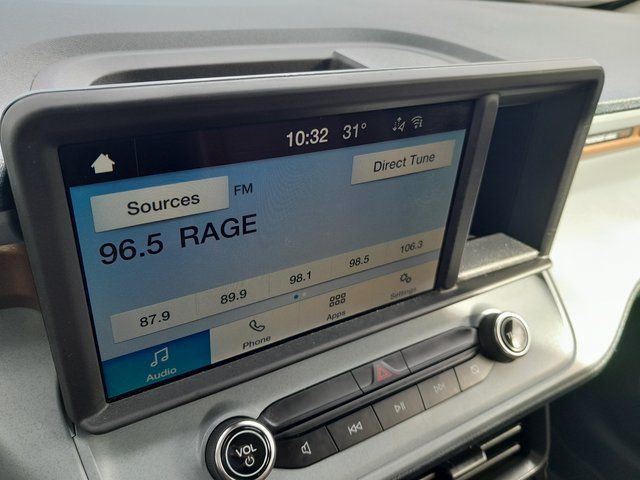 10:32 31°
Sources FM Direct Tune
96.5 RAGE
87.9 89.9 98.1 98.5 106.3
Audio Phone Apps Settings
VOL